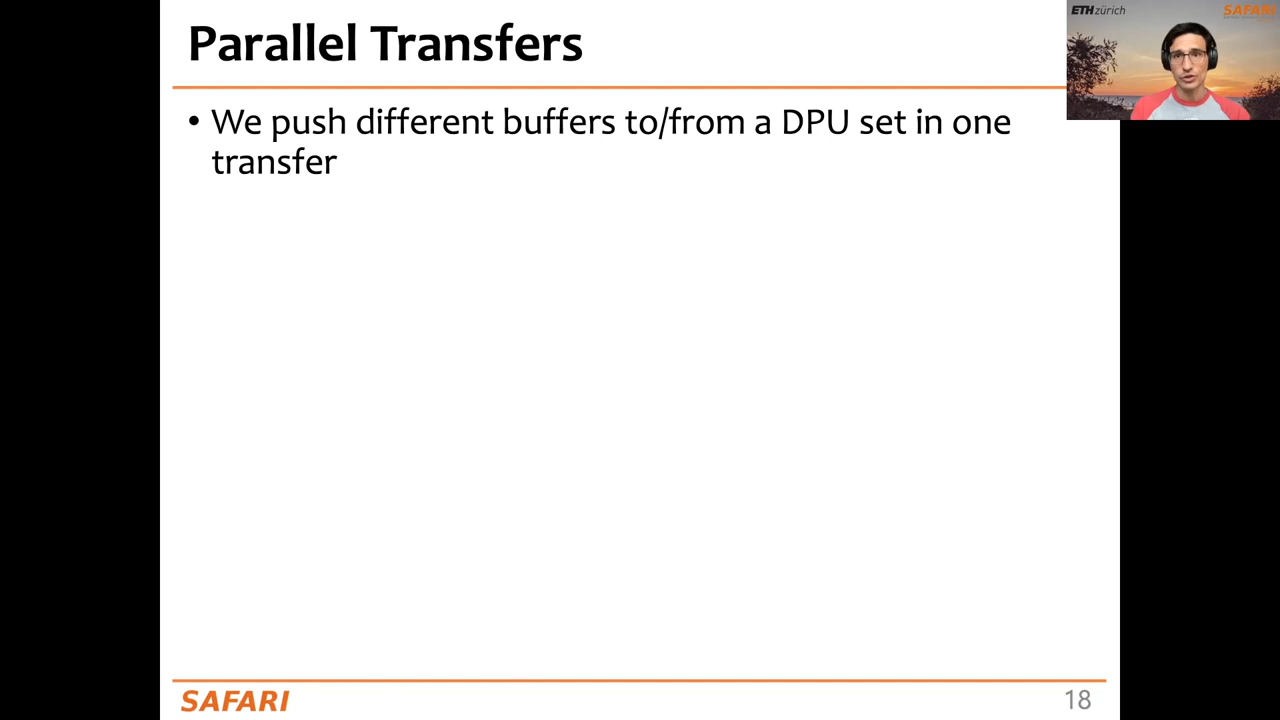 Parallel Transfers
• We push different buffers to/from a DPU set in one
transfer
SAFARI
18
ETH zürich
SAFARI